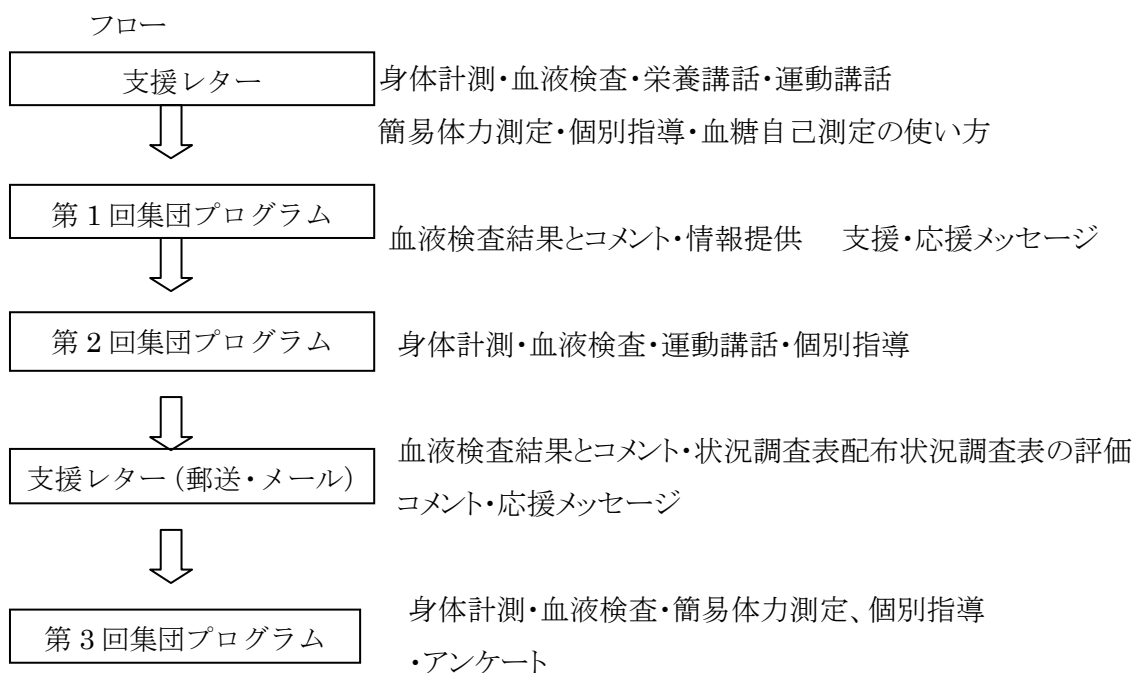 フロー
支援レター
身体計測・血液検査・栄養講話・運動講話
簡易体力測定・個別指導・血糖自己測定の使い方
第1回集団プログラム
血液検査結果とコメント・情報提供　支援・応援メッセージ
第2回集団プログラム
身体計測・血液検査・運動講話・個別指導
支援レター(郵送・メール)
血液検査結果とコメント・状況調査表配布状況調査表の評価
コメント・応援メッセージ
第3回集団プログラム
身体計測・血液検査・簡易体力測定、個別指導
・アンケート